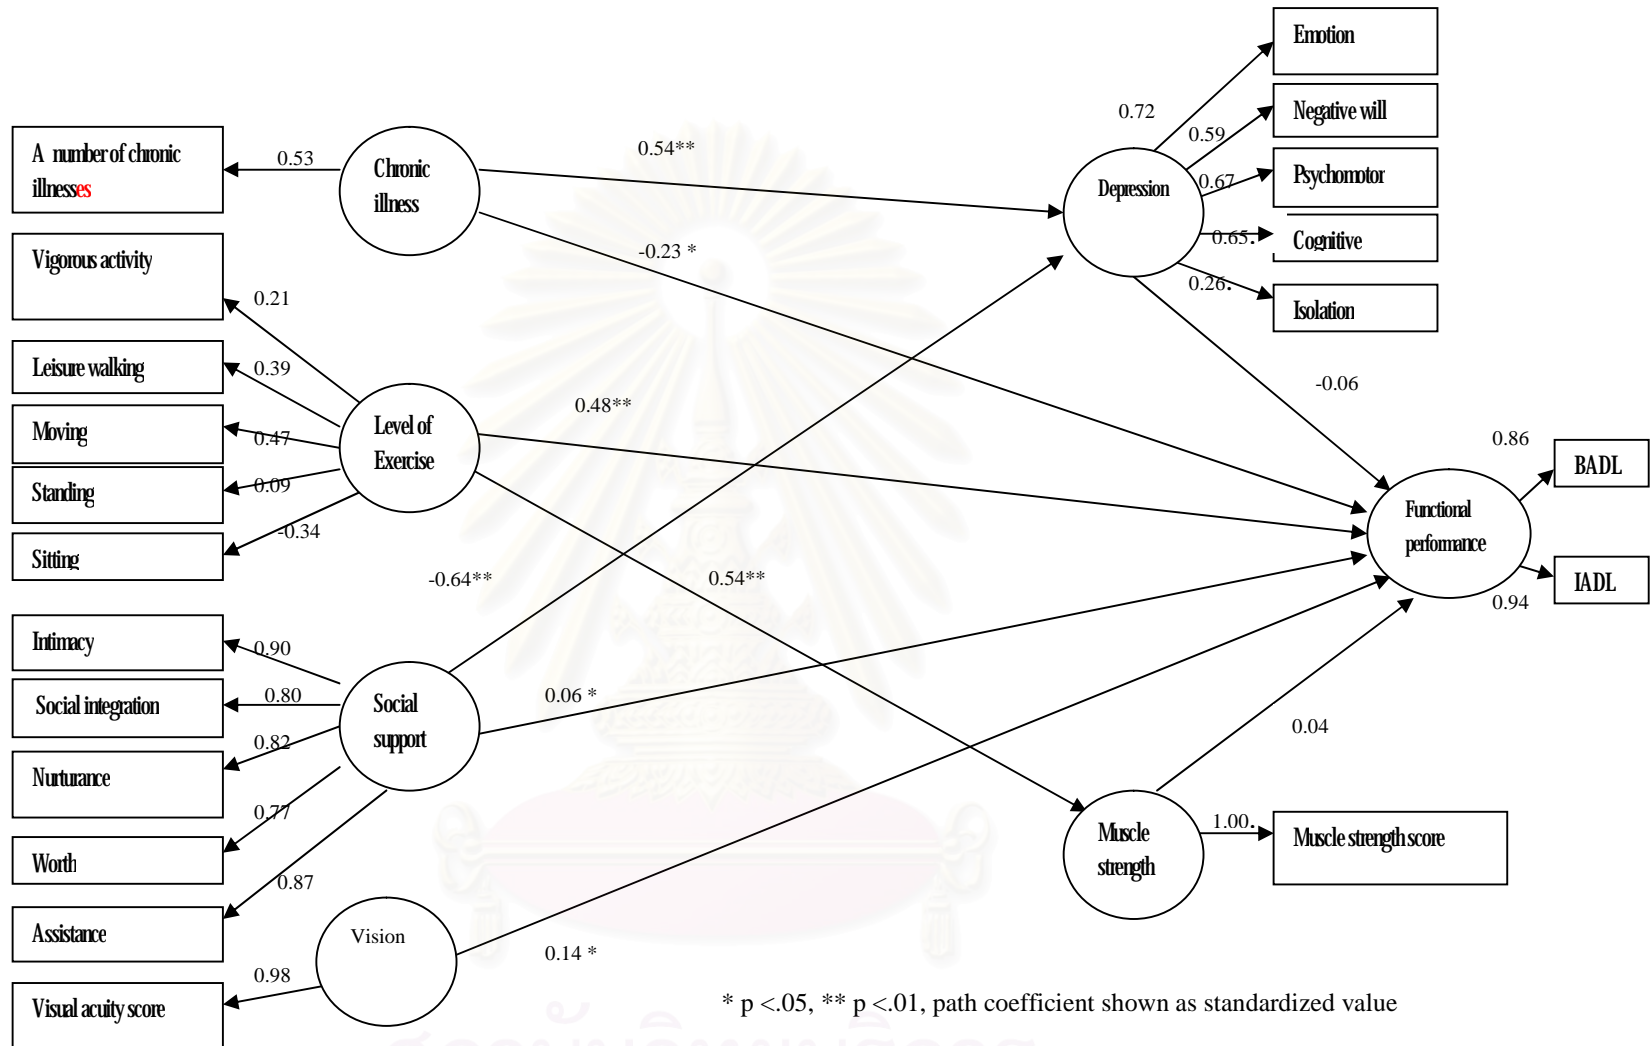 Emotion
Negative will
Psychomotor
Cognitive
Isolation
0.72
0.59
0.67
0.65.
0.26.
Depression
A number of chronic
illnesses
0.53
Chronic
illness
0.54**
-0.23 *
Vigorous activity
0.21
Leisure walking
0.39
Moving
0.47
Standing
0.09
Sitting
-0.34
Level of
Exercise
0.48**
0.54**
-0.06
0.86
BADL
Functional
performance
IADL
0.94
Intimacy
0.90
Social integration
0.80
Nurturance
0.82
Worth
0.77
Assistance
0.87
Social
support
-0.64**
0.06 *
0.04
Muscle
strength
1.00.
Muscle strength score
Vision
0.14 *
Visual acuity score
0.98
* p <.05, ** p <.01, path coefficient shown as standardized value